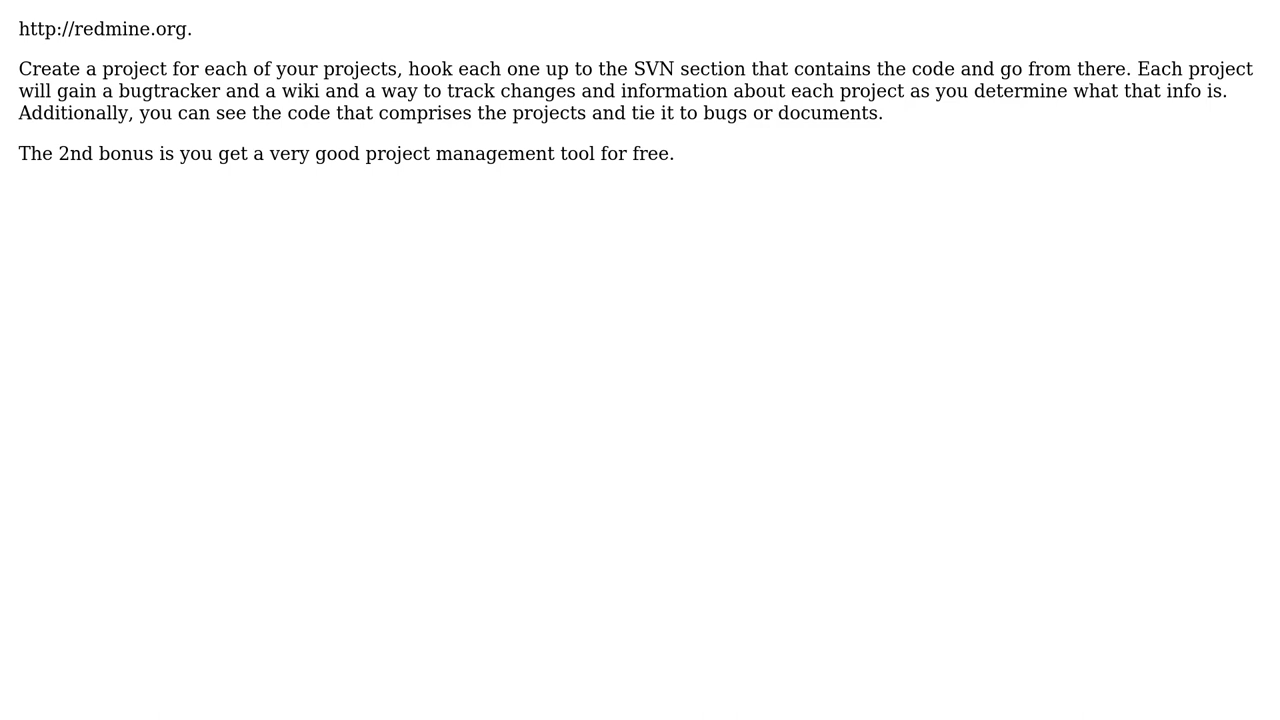 http://redmine.org.
Create a project for each of your projects, hook each one up to the SVN section that contains the code and go from there. Each project
will gain a bugtracker and a wiki and a way to track changes and information about each project as you determine what that info is.
Additionally, you can see the code that comprises the projects and tie it to bugs or documents.
The 2nd bonus is you get a very good project management tool for free.